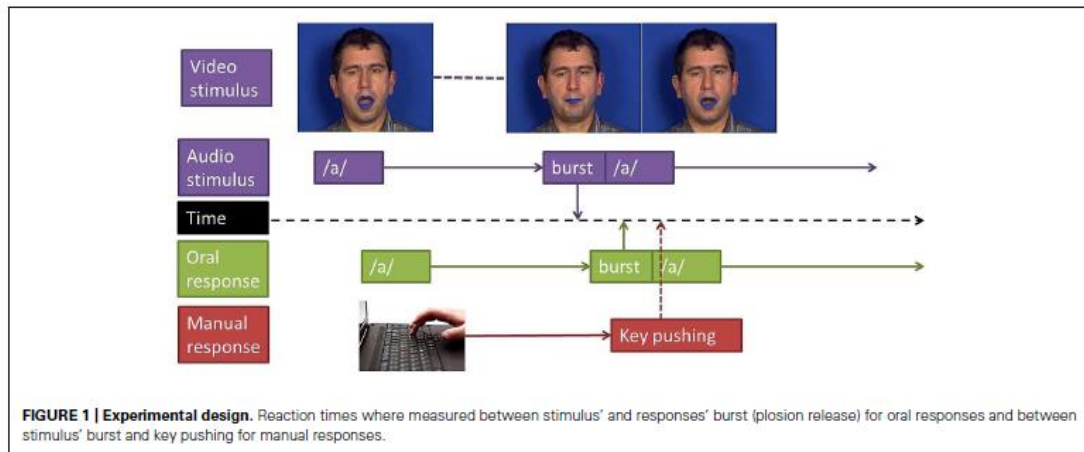 Video
stimulus
Audio
stimulus
/a/
burst /a/
Time
Oral
response
/a/
burst /a/
Manual
response
Key pushing
FIGURE 1 | Experimental design. Reaction times where measured between stimulus' and responses' burst (plosion release) for oral responses and between
stimulus' burst and key pushing for manual responses.